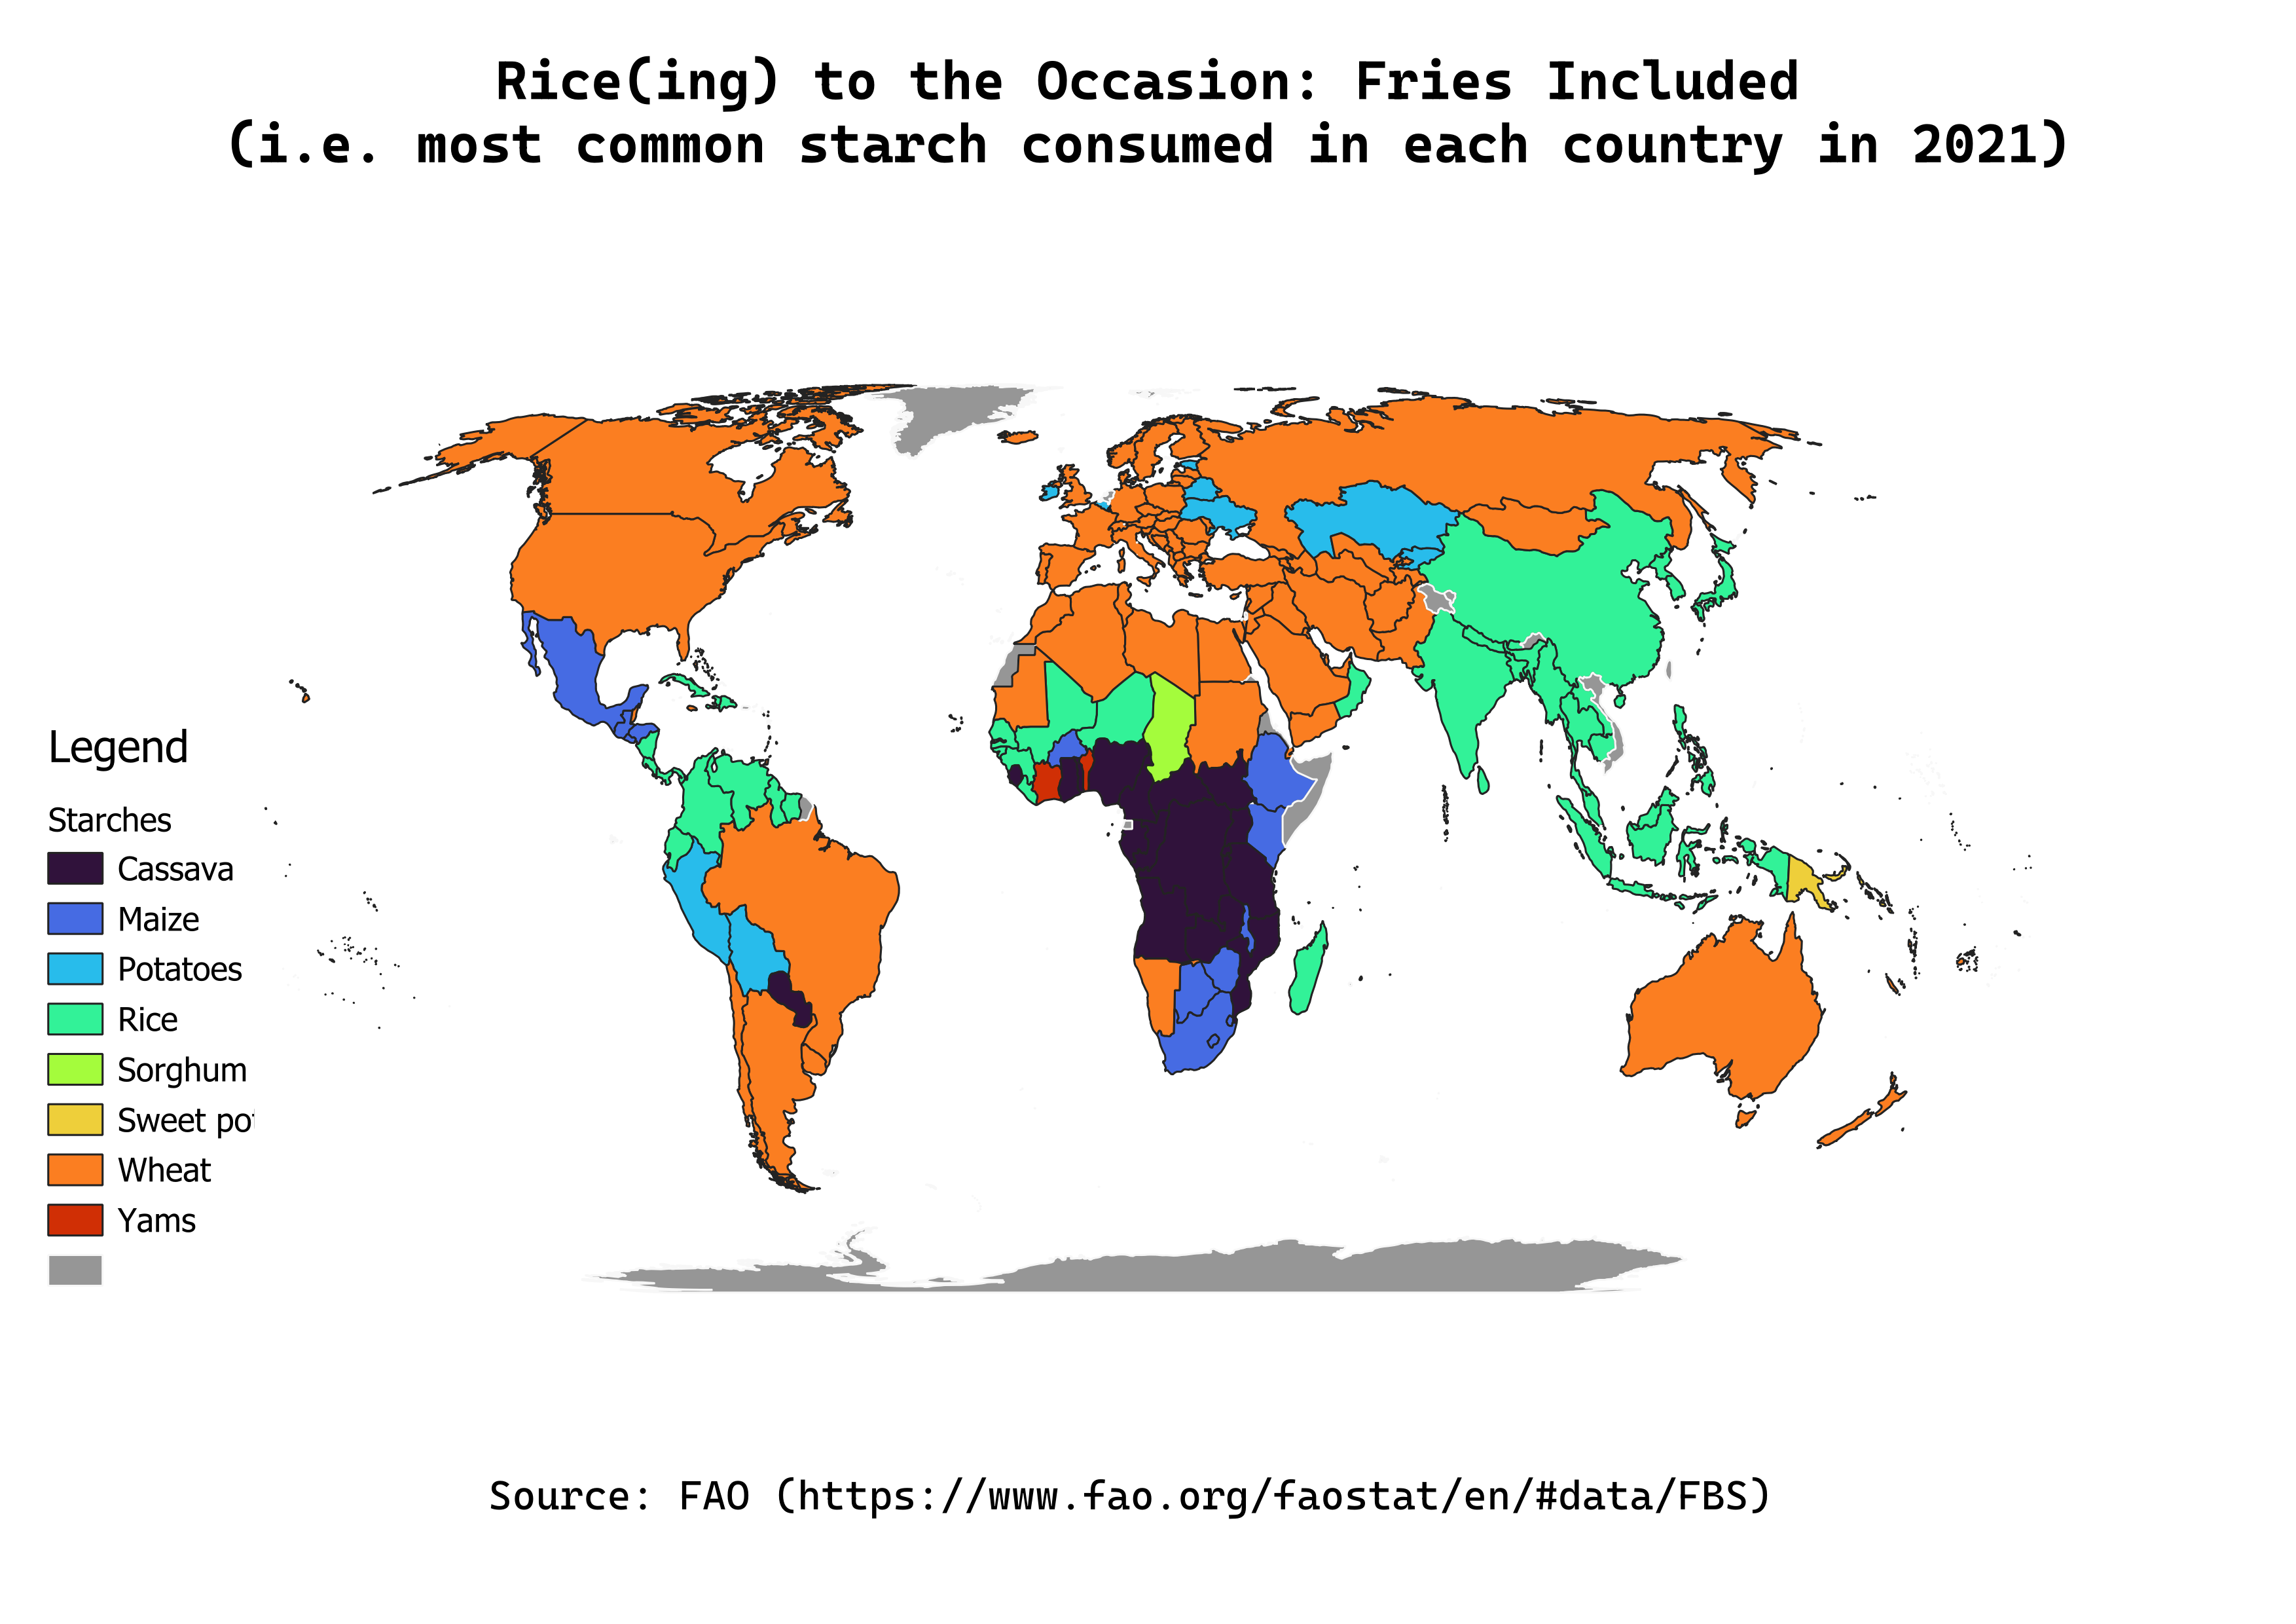 Rice(ing) to the Occasion: Fries Included
(i.e. most common starch consumed in each country in 2021)
Legend
Starches
Cassava
Maize
Potatoes
Rice
Sorghum
Sweet po
Wheat
Yams
Source: FAO (https://www.fao.org/faostat/en/#data/FBS)